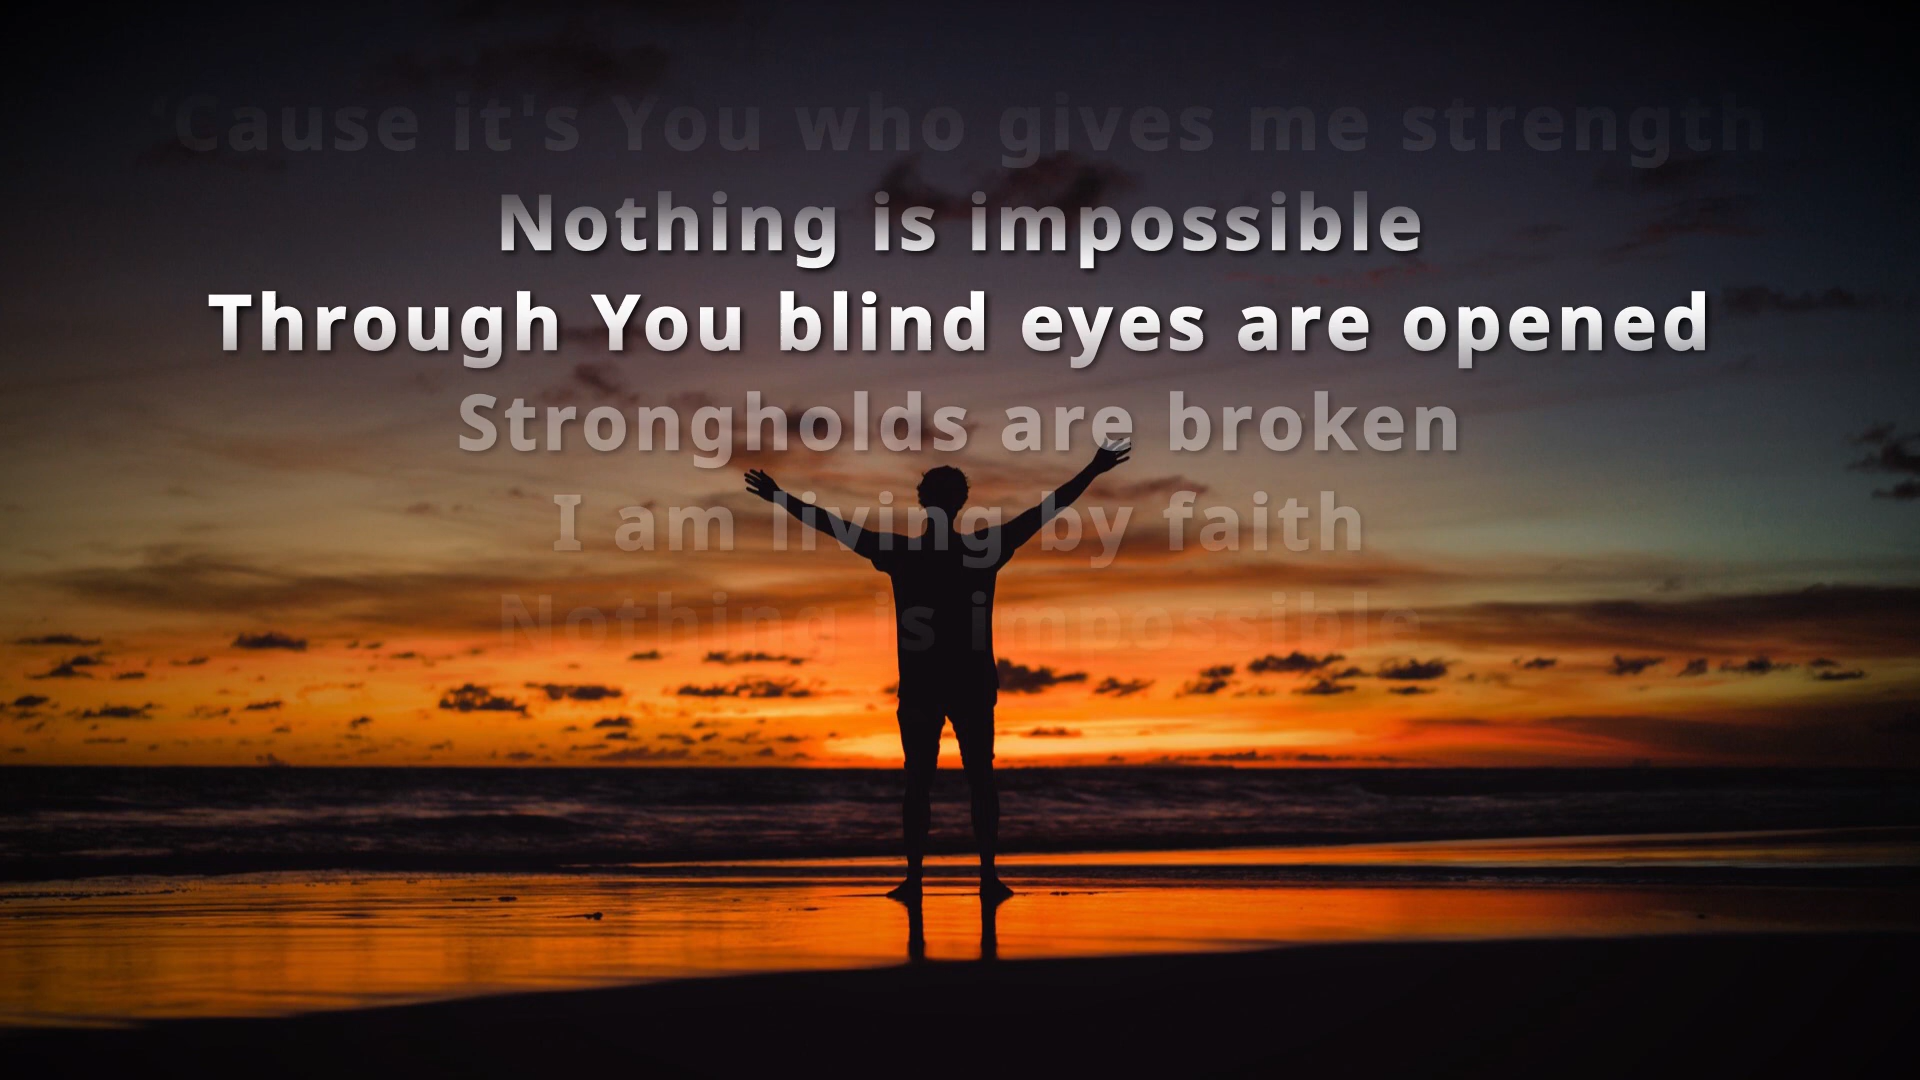 'Cause it's You who gives me strength
Nothing is impossible
Through You blind eyes are opened
Strongholds are broken
I am living by faith
Nothing is impossible